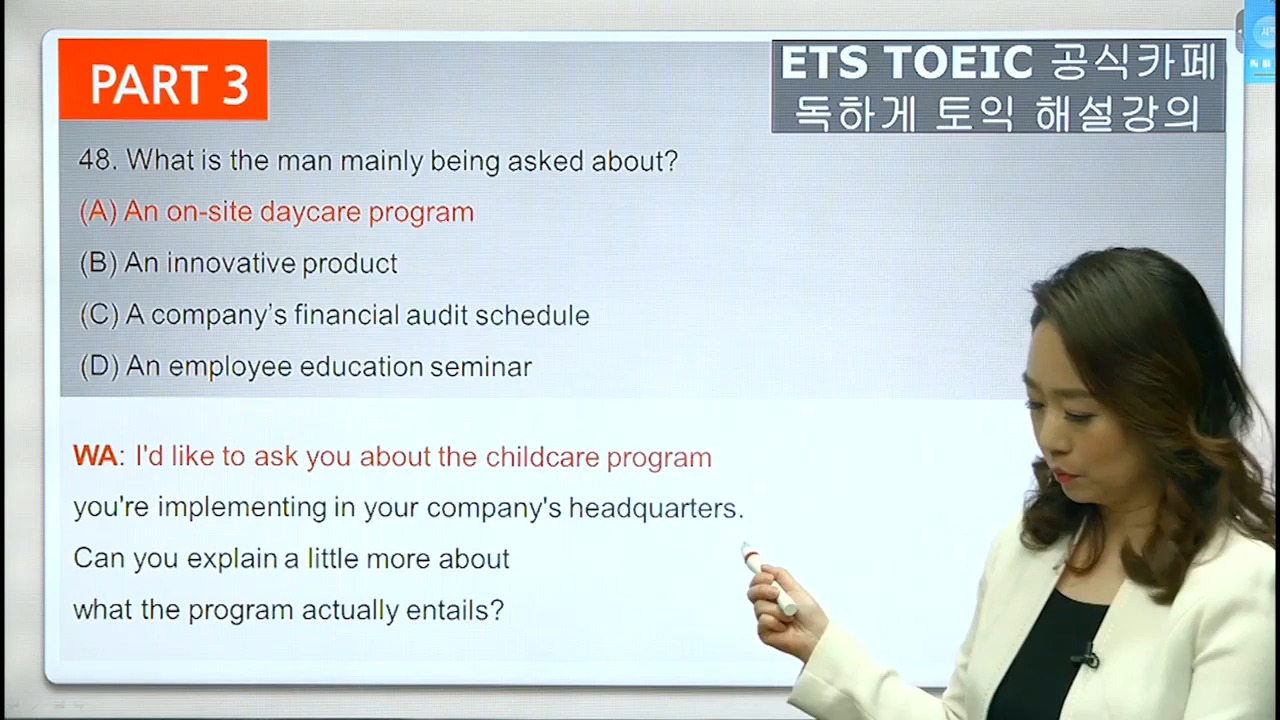 PART 3
ETS TOEIC 공식카페
독하게 토익 해설강의
48. What is the man mainly being asked about?
(A) An on-site daycare program
(B) An innovative product
(C) A company’s financial audit schedule
(D) An employee education seminar
WA: I'd like to ask you about the childcare program
you're implementing in your company's headquarters.
Can you explain a little more about
what the program actually entails?